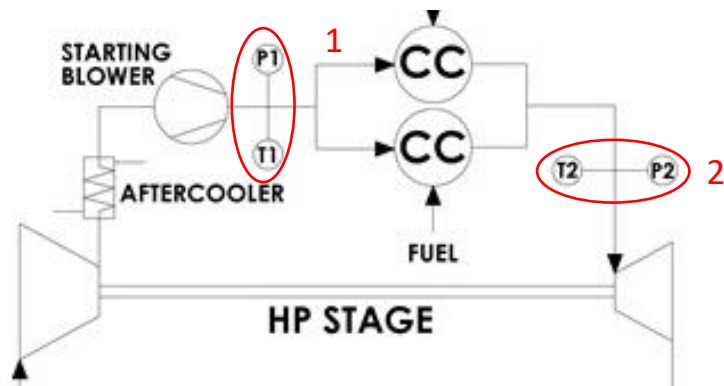 STARTING
BLOWER
P1
T1
1
CC
CC
T2
P2
2
AFTERCOOLER
FUEL
HP STAGE